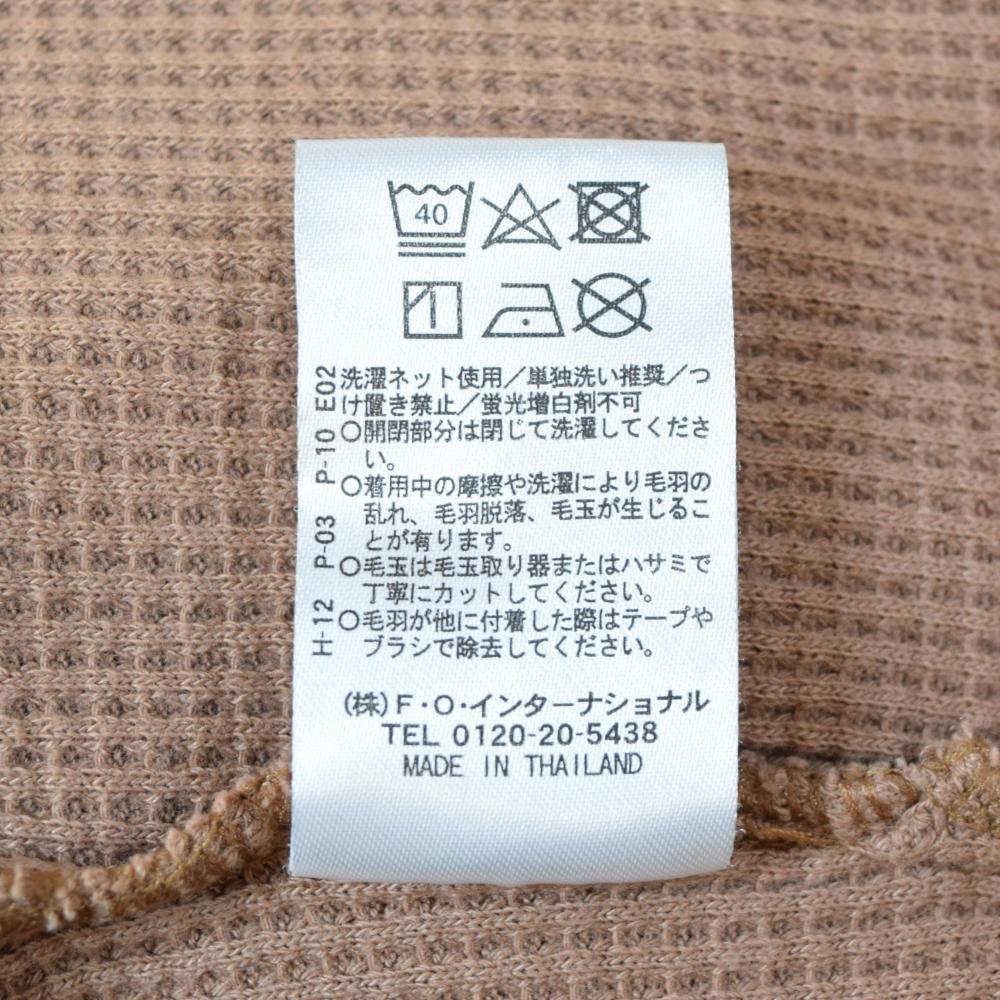 40
洗濯ネット使用／単独洗い推奨／つ
け置き禁止／蛍光増白剤不可
○開閉部分は閉じて洗濯してくださ
い。
○着用中の摩擦や洗濯により毛羽の
乱れ、毛羽脱落、毛玉が生じるこ
とが有ります。
○毛玉は毛玉取り器またはハサミで
丁寧にカットしてください。
○毛羽が他に付着した際はテープや
ブラシで除去してください。
H-12 P-03 P-10 E02
(株)F・O・インターナショナル
TEL 0120-20-5438
MADE IN THAILAND